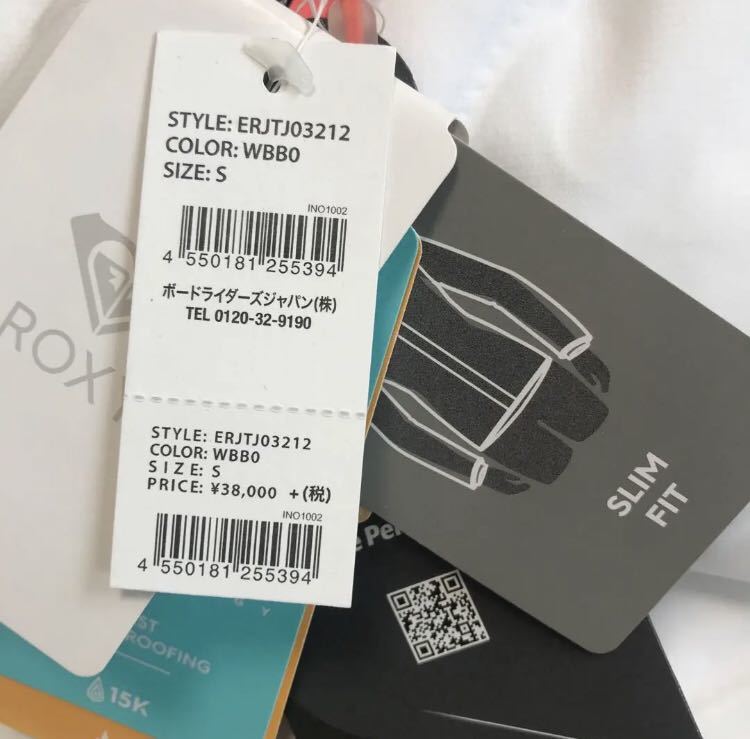 STYLE: ERJTJ03212
COLOR: WBB0
SIZE: S
INO1002
4 550181 255394
ボードライダーズジャパン(株)
TEL 0120-32-9190
STYLE: ERJTJ03212
COLOR: WBB0
SIZE: S
PRICE: ¥38,000 +(税)
INO1002
4 550181 255394
ROX
SLIM
FIT
15K